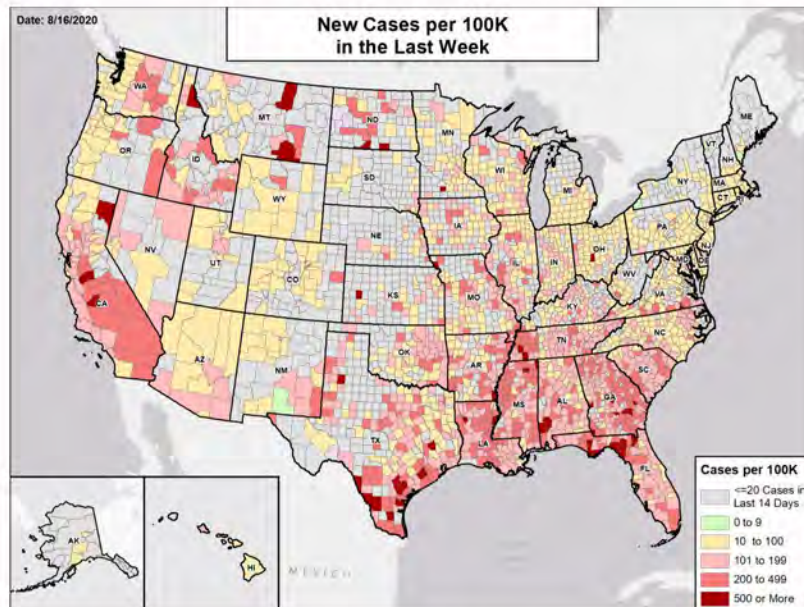 Date: 8/16/2020
New Cases per 100K
in the Last Week
WA
MT
ND
MN
ME
VT
NH
OR
ID
SD
WI
MI
NY
MA
CT
WY
IA
PA
NJ
NE
NV
UT
CO
IL
IN
OH
MD
DE
WV
CA
KS
MO
KY
VA
AZ
NM
OK
AR
TN
NC
SC
TX
LA
MS
AL
GA
FL
AK
HI
MEXICO
Cases per 100K
<=20 Cases in
Last 14 Days
0 to 9
10 to 100
101 to 199
200 to 499
500 or More